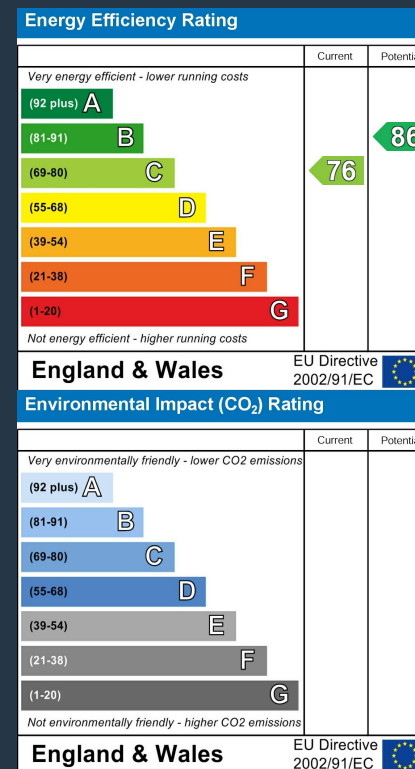 Energy Efficiency Rating
Current Potenti
Very energy efficient - lower running costs
(92 plus) A
(81-91) B
86
(69-80) C
76
(55-68) D
(39-54) E
(21-38) F
(1-20) G
Not energy efficient - higher running costs
England & Wales
EU Directive
2002/91/EC
Environmental Impact (CO₂) Rating
Current Potenti
Very environmentally friendly - lower CO2 emissions
(92 plus) A
(81-91) B
(69-80) C
(55-68) D
(39-54) E
(21-38) F
(1-20) G
Not environmentally friendly - higher CO2 emissions
England & Wales
EU Directive
2002/91/EC